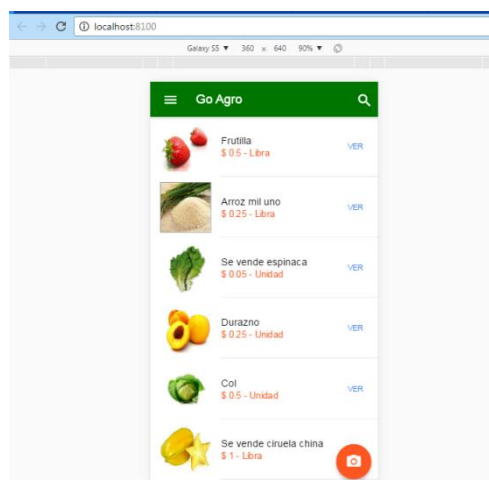 localhost:8100
Galaxy S5 ▼ 360 × 640 90% ▼
Go Agro
Frutilla
$ 0.5 - Libra
VER
Arroz mil uno
$ 0.25 - Libra
VER
Se vende espinaca
$ 0.05 - Unidad
VER
Durazno
$ 0.25 - Unidad
VER
Col
$ 0.5 - Unidad
VER
Se vende ciruela china
$ 1 - Libra